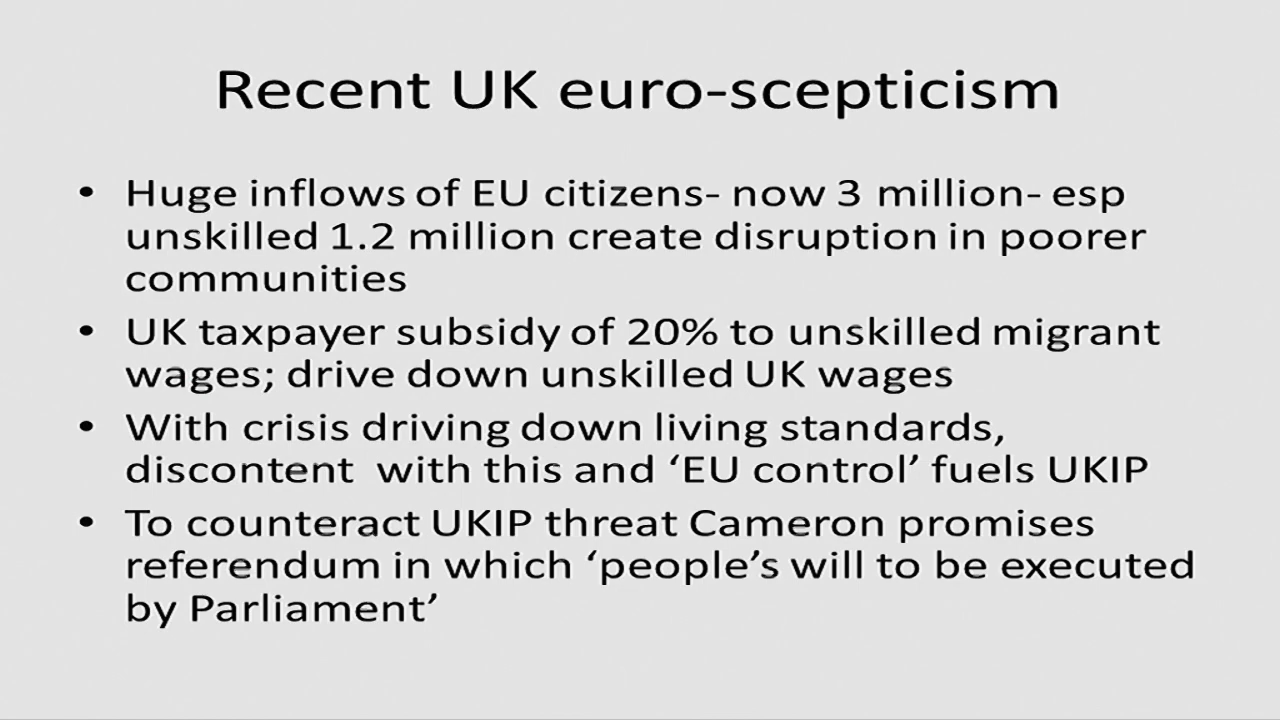 Recent UK euro-scepticism
• Huge inflows of EU citizens- now 3 million- esp
unskilled 1.2 million create disruption in poorer
communities
• UK taxpayer subsidy of 20% to unskilled migrant
wages; drive down unskilled UK wages
• With crisis driving down living standards,
discontent with this and ‘EU control’ fuels UKIP
• To counteract UKIP threat Cameron promises
referendum in which ‘people’s will to be executed
by Parliament’